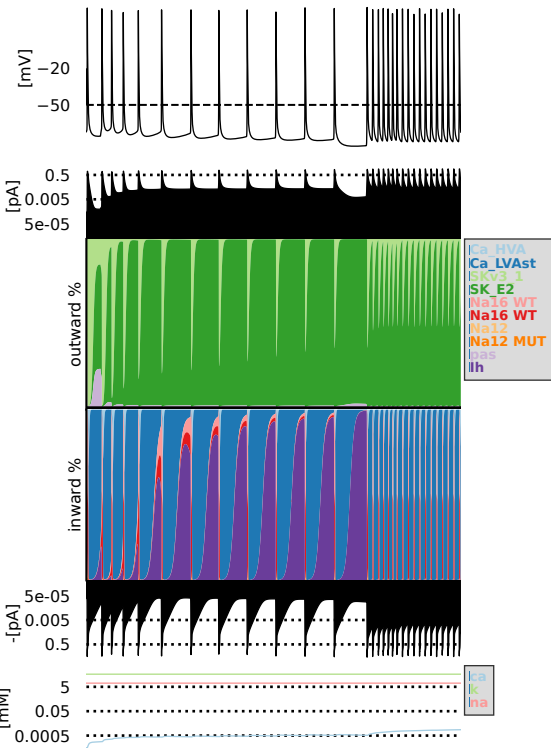 [mV]
−20
−50
[pA]
0.5
0.005
5e-05
outward %
Ca_HVA
Ca_LVAst
SKv3_1
SK_E2
Na16 WT
Na16 WT
Na12
Na12 MUT
pas
Ih
inward %
-[pA]
5e-05
0.005
0.5
[mM]
5
0.05
0.0005
ca
k
na